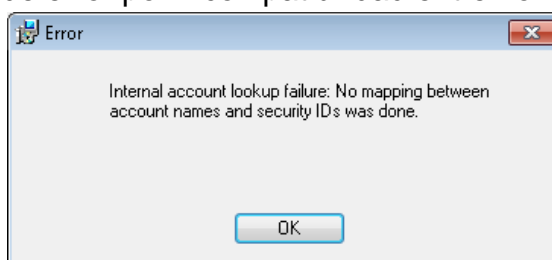 Error
Internal account lookup failure: No mapping between
account names and security IDs was done.
OK